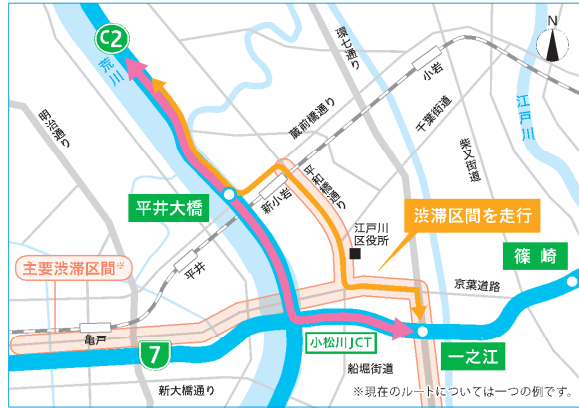 C2
荒川
N
環七通り
小岩
江戸川
明治通り
蔵前橋通り
千葉街道
柴又街道
平井大橋
新小岩
平和橋通り
渋滞区間を走行
江戸川
区役所
主要渋滞区間※
平井
篠崎
京葉道路
亀戸
7
小松川JCT
一之江
船堀街道
新大橋通り
※現在のルートについては一つの例です。